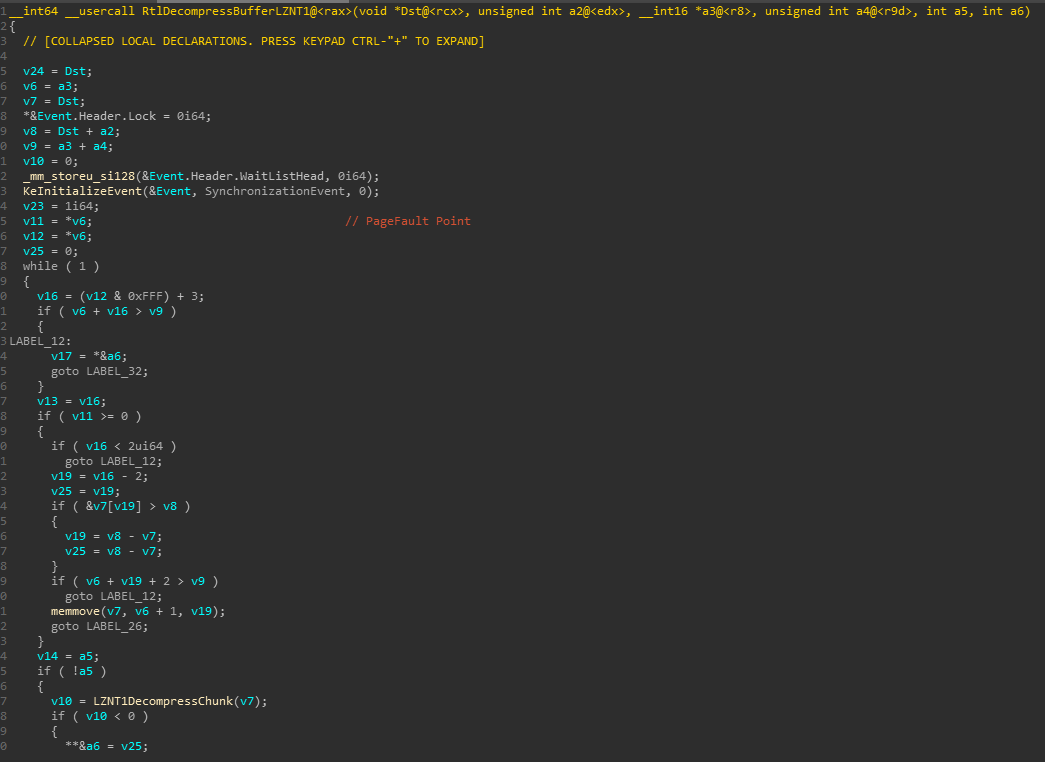 1__int64 __usercall RtlDecompressBufferLZNT1@<rax>(void *Dst@<rcx>, unsigned int a2@<edx>, __int16 *a3@<r8>, unsigned int a4@<r9d>, int a5, int a6)
2{
3 // [COLLAPSED LOCAL DECLARATIONS. PRESS KEYPAD CTRL-"+" TO EXPAND]
4
5 v24 = Dst;
6 v6 = a3;
7 v7 = Dst;
8 *&Event.Header.Lock = 0i64;
9 v8 = Dst + a2;
0 v9 = a3 + a4;
1 v10 = 0;
2 _mm_storeu_si128(&Event.Header.WaitListHead, 0i64);
3 KeInitializeEvent(&Event, SynchronizationEvent, 0);
4 v23 = 1i64;
5 v11 = *v6; // PageFault Point
6 v12 = *v6;
7 v25 = 0;
8 while ( 1 )
9 {
0 v16 = (v12 & 0xFFF) + 3;
1 if ( v6 + v16 > v9 )
2 {
3LABEL_12:
4 v17 = *&a6;
5 goto LABEL_32;
6 }
7 v13 = v16;
8 if ( v11 >= 0 )
9 {
0 if ( v16 < 2ui64 )
1 goto LABEL_12;
2 v19 = v16 - 2;
3 v25 = v19;
4 if ( &v7[v19] > v8 )
5 {
6 v19 = v8 - v7;
7 v25 = v8 - v7;
8 }
9 if ( v6 + v19 + 2 > v9 )
0 goto LABEL_12;
1 memmove(v7, v6 + 1, v19);
2 goto LABEL_26;
3 }
4 v14 = a5;
5 if ( !a5 )
6 {
7 v10 = LZNT1DecompressChunk(v7);
8 if ( v10 < 0 )
9 {
0 **&a6 = v25;